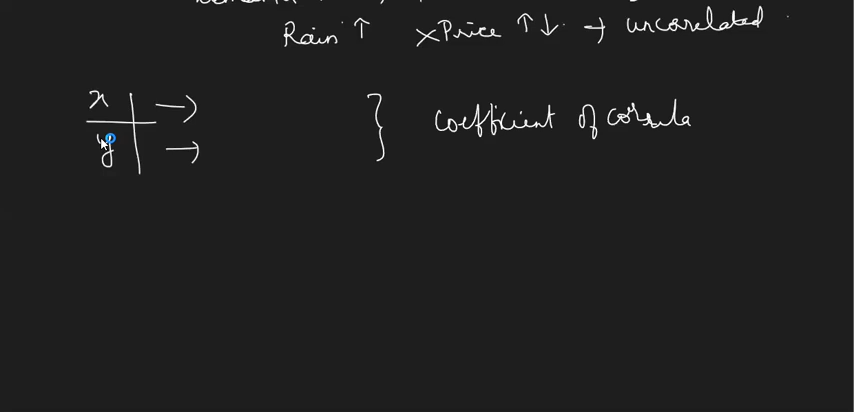 Rain ↑ × Price ↑ ↓ → uncorrelated
x →
y → } coefficient of correla